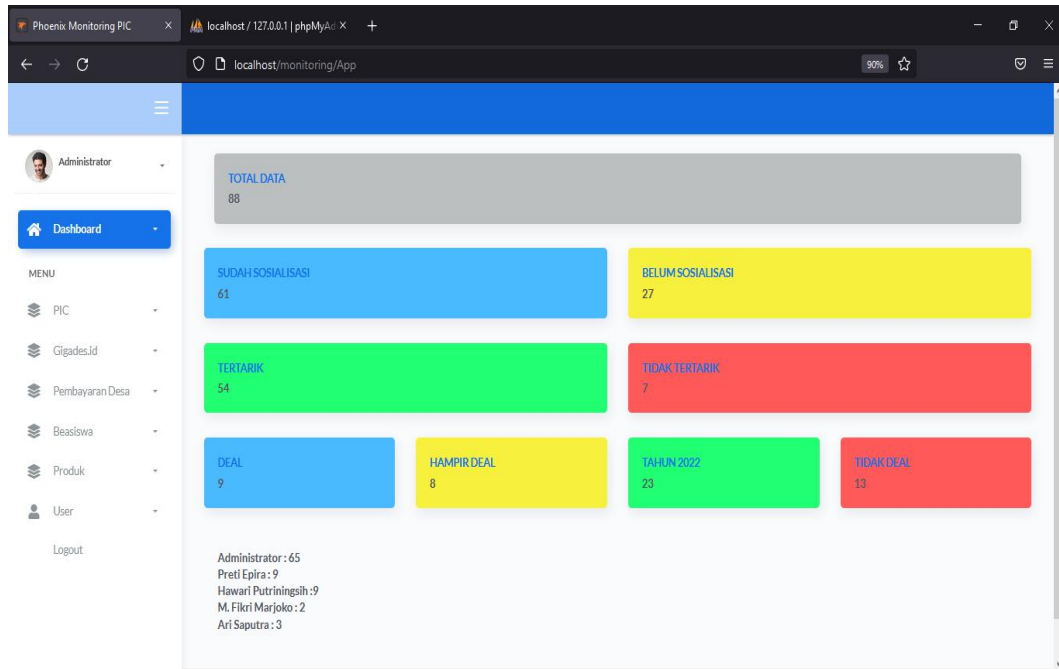 Phoenix Monitoring PIC
localhost / 127.0.0.1 | phpMyAd
localhost/monitoring/App
90%
Administrator
Dashboard
MENU
PIC
Gigades.id
Pembayaran Desa
Beasiswa
Produk
User
Logout
TOTAL DATA
88
SUDAH SOSIALISASI
61
BELUM SOSIALISASI
27
TERTARIK
54
TIDAK TERTARIK
7
DEAL
9
HAMPIR DEAL
8
TAHUN 2022
23
TIDAK DEAL
13
Administrator : 65
Preti Epira : 9
Hawari Putriningsih :9
M. Fikri Marjoko : 2
Ari Saputra : 3